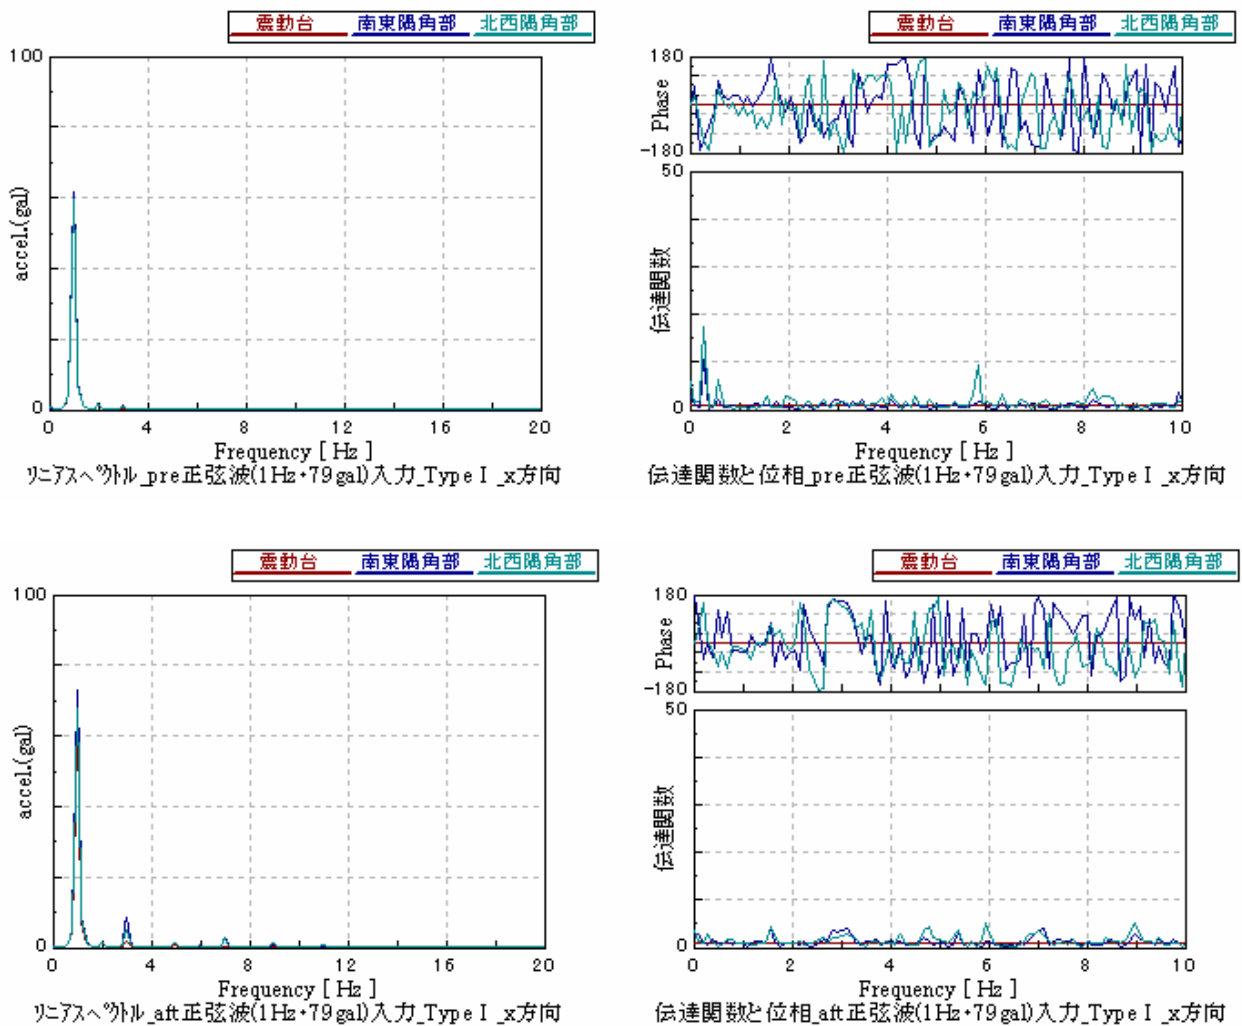 震動台 南東隅角部 北西隅角部
100
accel.(gal)
0
0 4 8 12 16 20
Frequency [ Hz ]
リニアスペクトル_pre正弦波(1Hz・79gal)入力_Type I _x方向
震動台 南東隅角部 北西隅角部
180
Phase
-180
50
伝達関数
0
0 2 4 6 8 10
Frequency [ Hz ]
伝達関数と位相_pre正弦波(1Hz・79gal)入力_Type I _x方向
震動台 南東隅角部 北西隅角部
100
accel.(gal)
0
0 4 8 12 16 20
Frequency [ Hz ]
リニアスペクトル_aft正弦波(1Hz・79gal)入力_Type I _x方向
震動台 南東隅角部 北西隅角部
180
Phase
-180
50
伝達関数
0
0 2 4 6 8 10
Frequency [ Hz ]
伝達関数と位相_aft正弦波(1Hz・79gal)入力_Type I _x方向